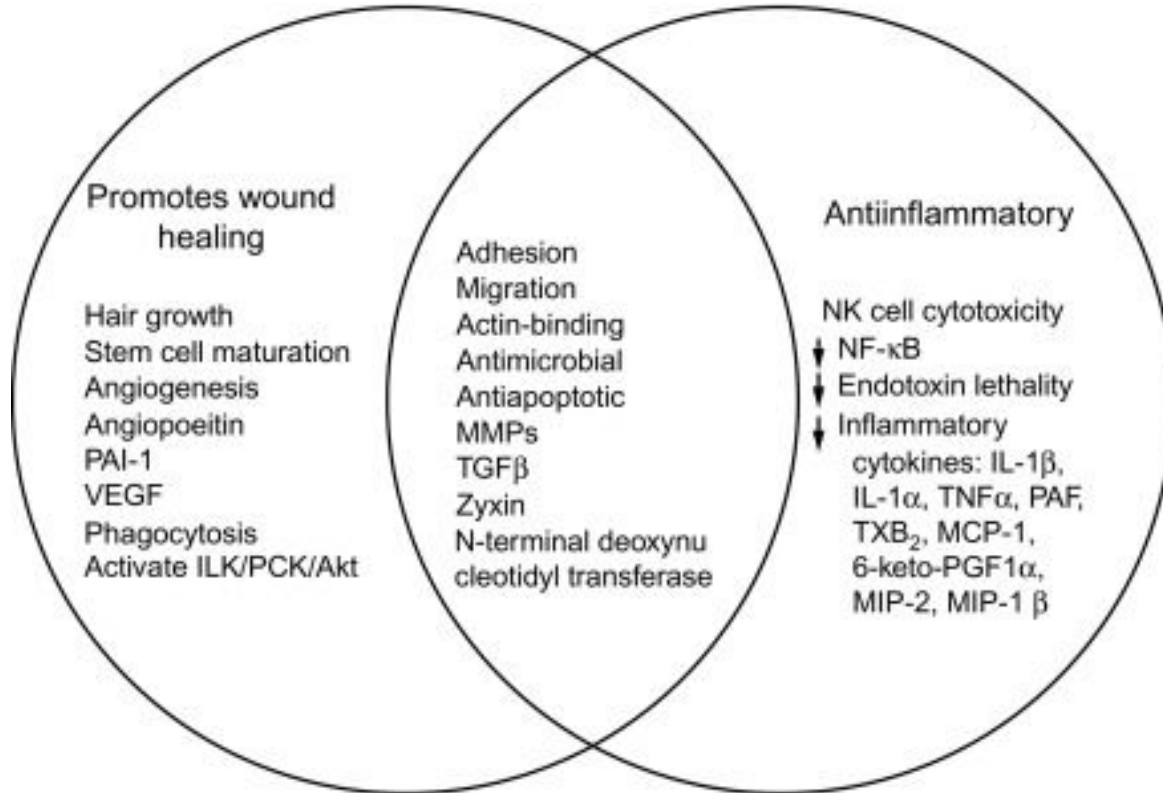 Promotes wound
healing
Hair growth
Stem cell maturation
Angiogenesis
Angiopoeitin
PAI-1
VEGF
Phagocytosis
Activate ILK/PCK/Akt
Adhesion
Migration
Actin-binding
Antimicrobial
Antiapoptotic
MMPs
TGFβ
Zyxin
N-terminal deoxynu
cleotidyl transferase
Antiinflammatory
NK cell cytotoxicity
↓ NF-κB
↓ Endotoxin lethality
↓ Inflammatory
cytokines: IL-1β,
IL-1α, TNFα, PAF,
TXB₂, MCP-1,
6-keto-PGF1α,
MIP-2, MIP-1 β